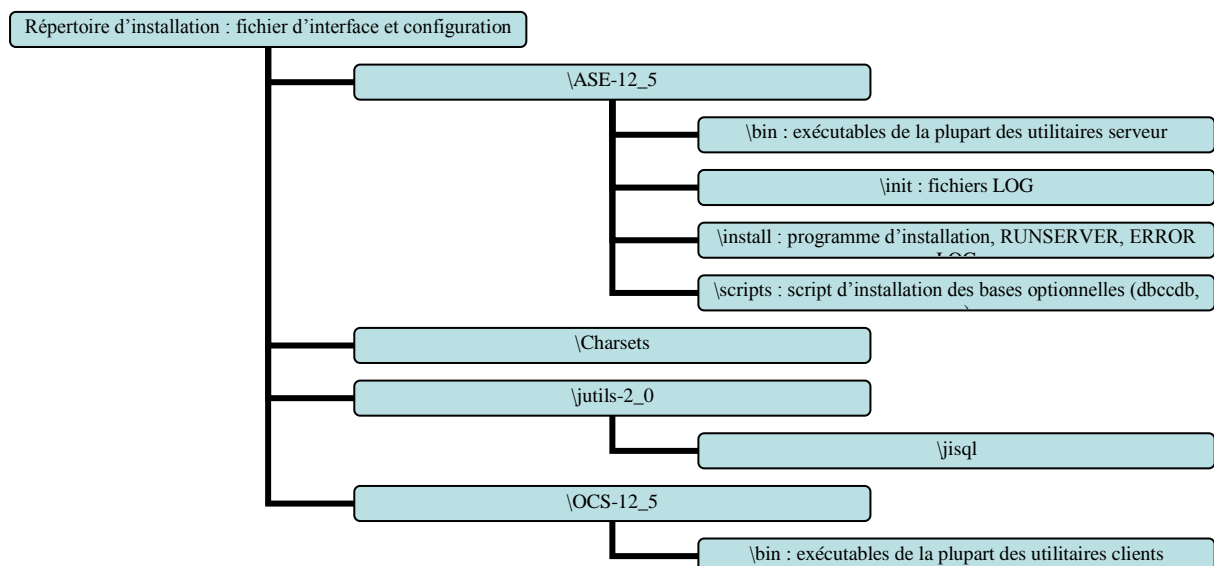 Répertoire d’installation : fichier d’interface et configuration
\ASE-12_5
\bin : exécutables de la plupart des utilitaires serveur
\init : fichiers LOG
\install : programme d’installation, RUNSERVER, ERROR
LOG
\scripts : script d’installation des bases optionnelles (dbccdb,
\Charsets
\jutils-2_0
\jisql
\OCS-12_5
\bin : exécutables de la plupart des utilitaires clients